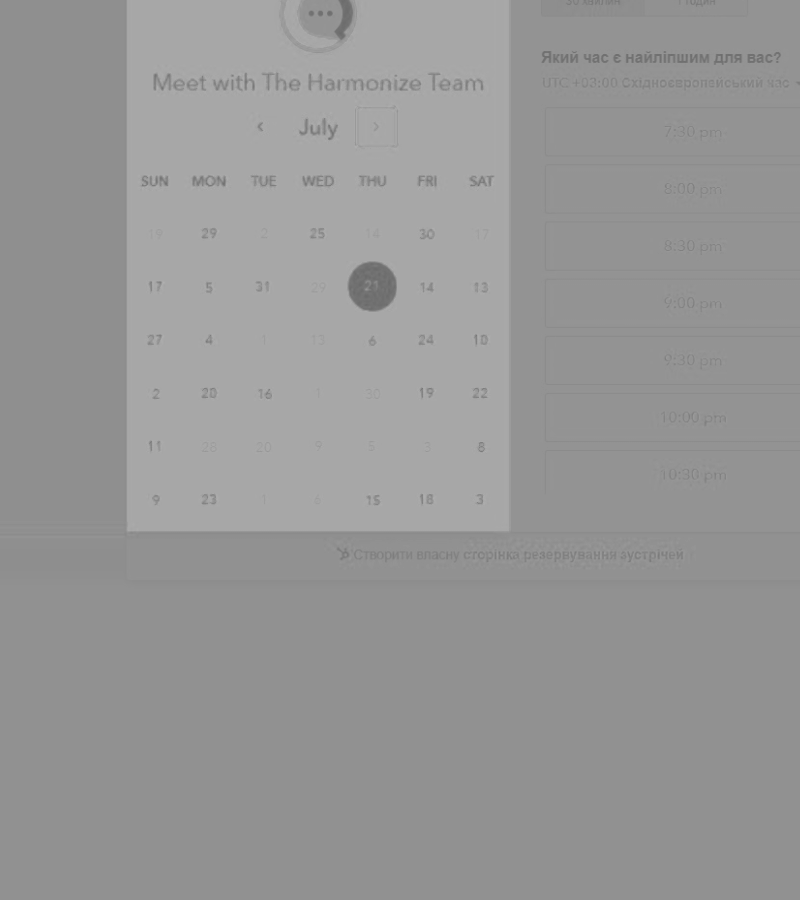 30 хвилин 1 годин
Meet with The Harmonize Team
July
SUN MON TUE WED THU FRI SAT
19 29 2 25 14 30 17
17 5 31 29 21 14 13
27 4 1 13 6 24 10
2 20 16 1 30 19 22
11 28 20 9 5 3 8
9 23 1 6 15 18 3
Який час є найліпшим для вас?
UTC +03:00 Східноєвропейський час
7:30 pm
8:00 pm
8:30 pm
9:00 pm
9:30 pm
10:00 pm
10:30 pm
Створити власну сторінка резервування зустрічей